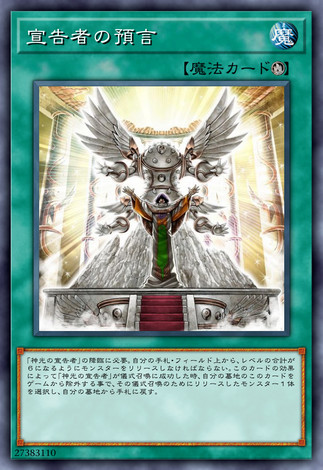 宣告者の預言
魔
【魔法カード】
「神光の宣告者」の降臨に必要。自分の手札・フィールド上から、レベルの合計が
６になるようにモンスターをリリースしなければならない。このカードの効果
によって「神光の宣告者」が儀式召喚に成功した時、自分の墓地のこのカードを
ゲームから除外する事で、その儀式召喚のためにリリースしたモンスター１体
を選択し、自分の墓地から手札に戻す。
27383110